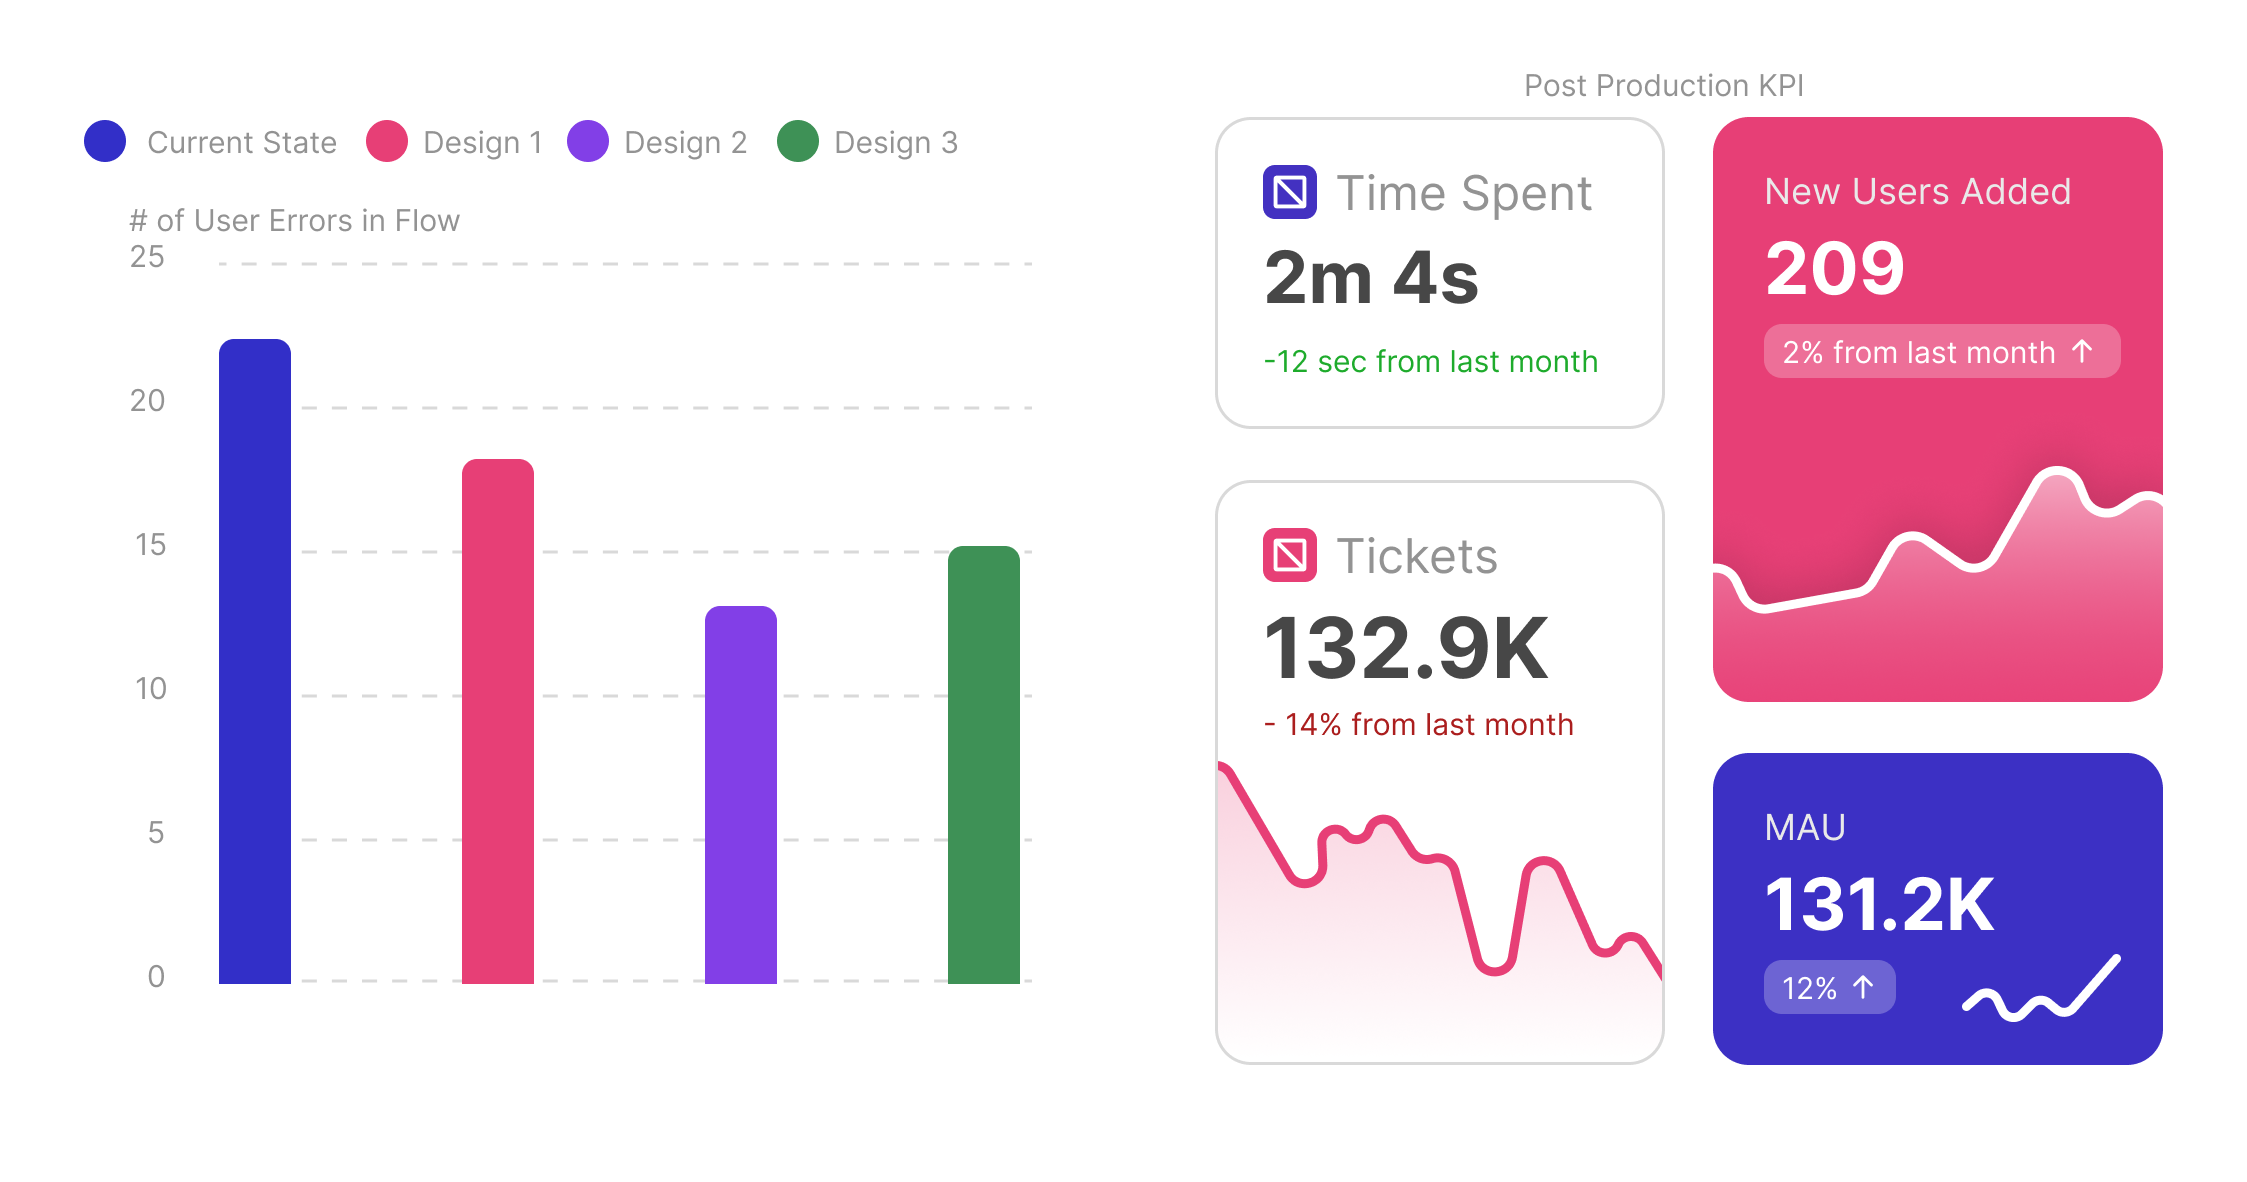 Current State
Design 1
Design 2
Design 3
# of User Errors in Flow
25
20
15
10
5
0
Post Production KPI
Time Spent
2m 4s
-12 sec from last month
Tickets
132.9K
- 14% from last month
New Users Added
209
2% from last month ↑
MAU
131.2K
12% ↑